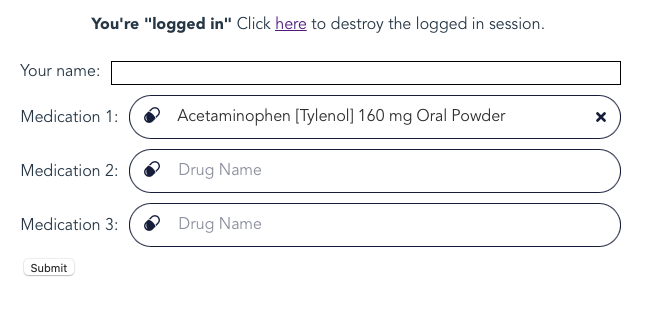 You're "logged in" Click here to destroy the logged in session.
Your name:
Medication 1: Acetaminophen [Tylenol] 160 mg Oral Powder
Medication 2: Drug Name
Medication 3: Drug Name
Submit